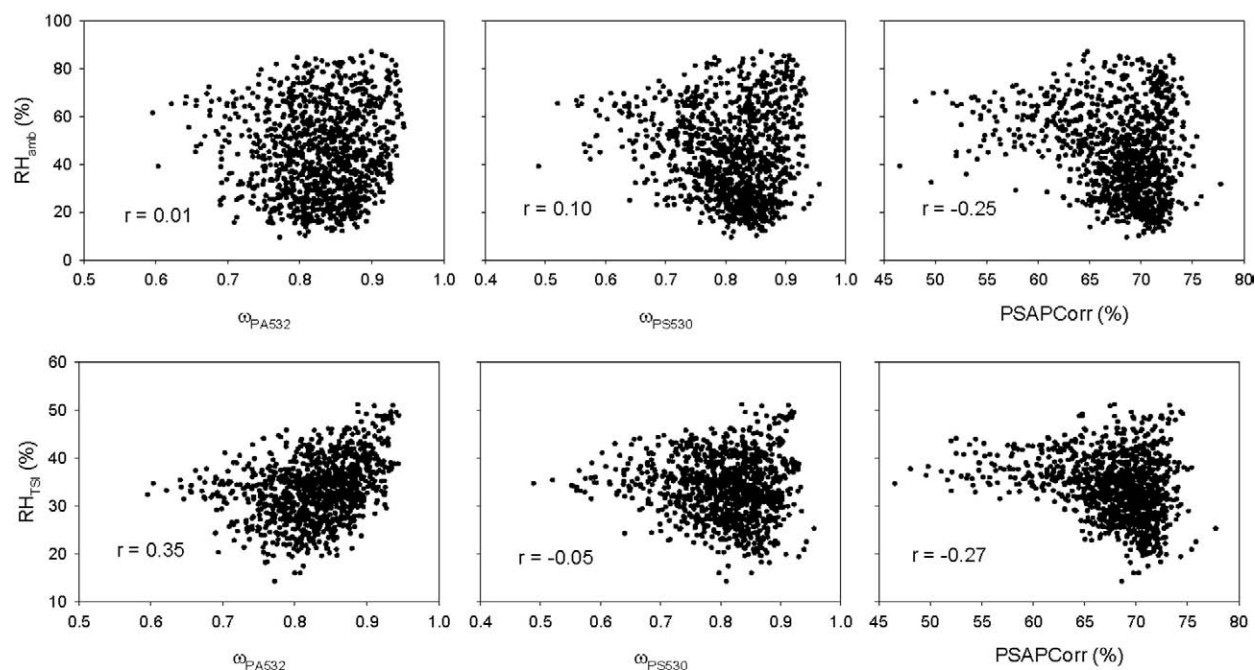 100
80
60
40
20
0
RH_amb (%)
r = 0.01
r = 0.10
r = -0.25
0.5 0.6 0.7 0.8 0.9 1.0
0.5 0.6 0.7 0.8 0.9 1.0
45 50 55 60 65 70 75 80
ω_PA532
ω_PS530
PSAPCorr (%)
60
50
40
30
20
10
RH_TSI (%)
r = 0.35
r = -0.05
r = -0.27
0.5 0.6 0.7 0.8 0.9 1.0
0.4 0.5 0.6 0.7 0.8 0.9 1.0
45 50 55 60 65 70 75 80
ω_PA532
ω_PS530
PSAPCorr (%)